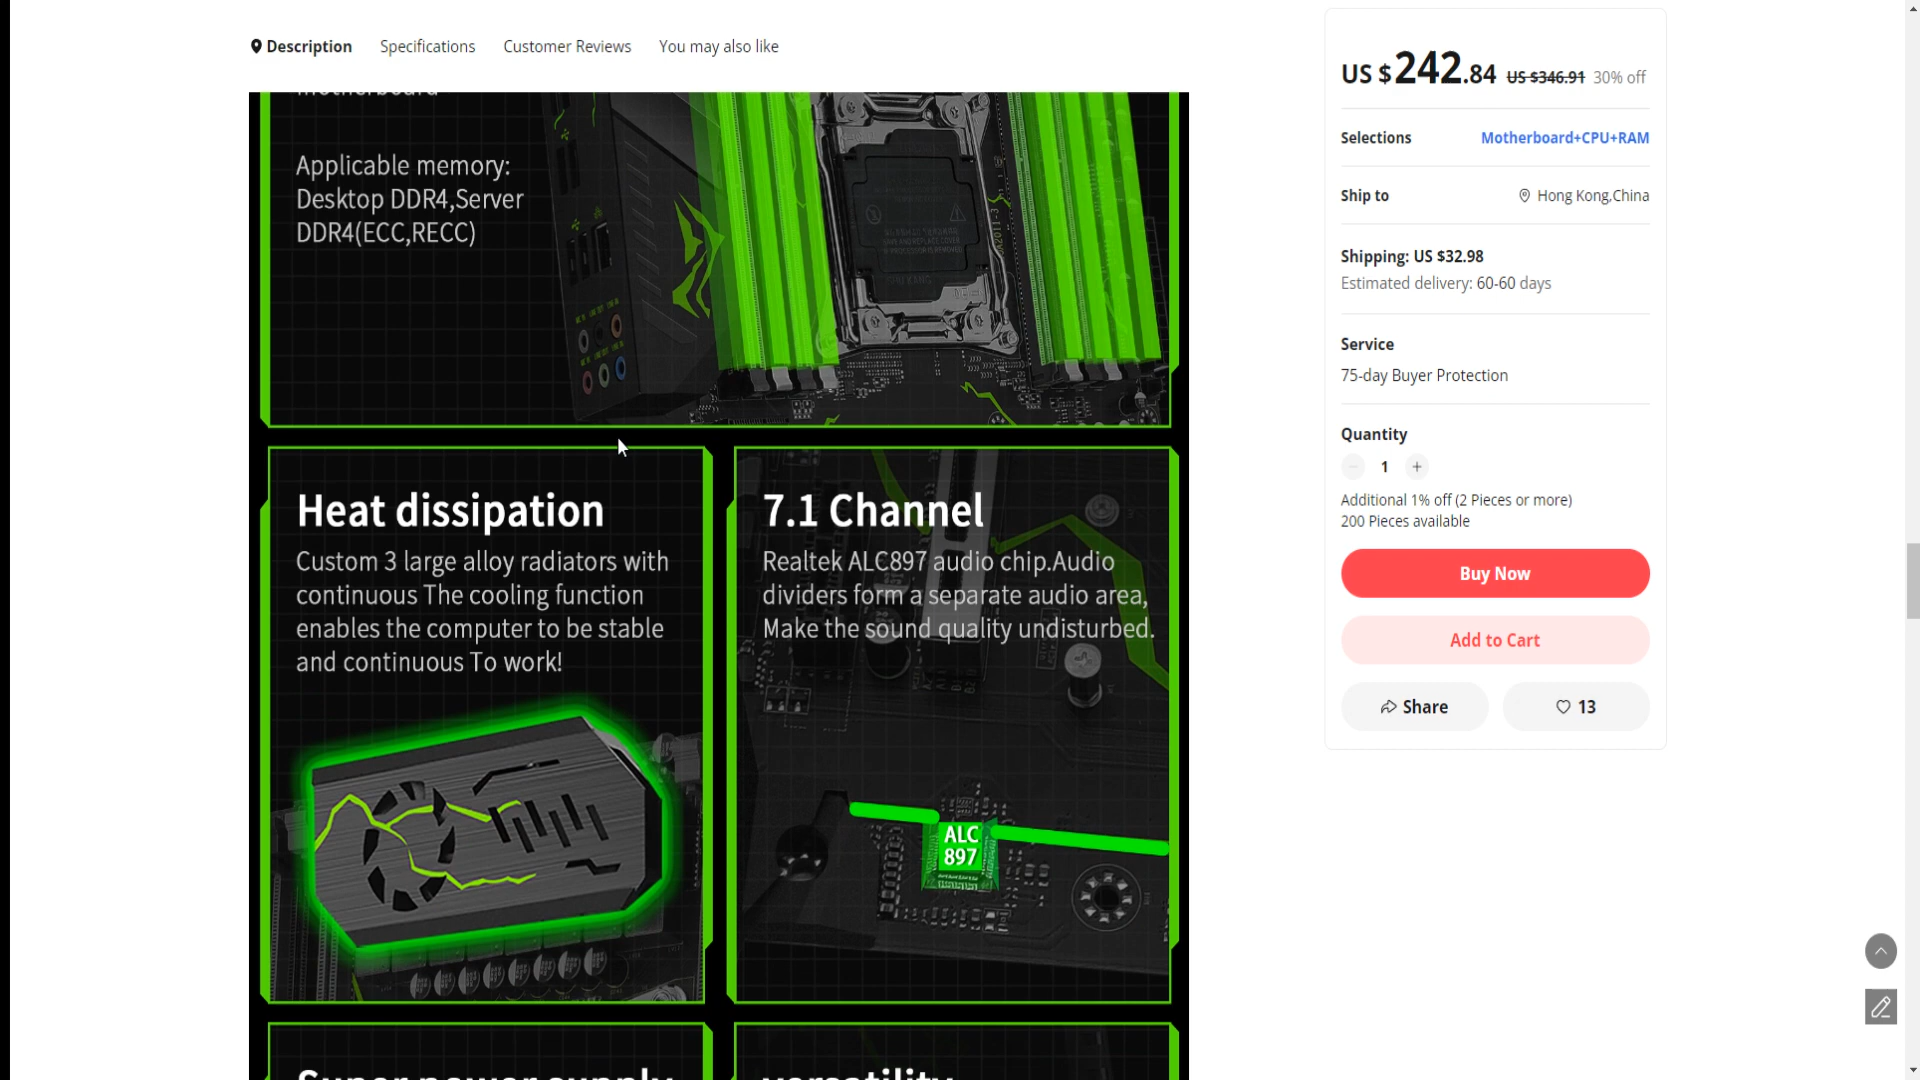 Description
Specifications
Customer Reviews
You may also like
Applicable memory:
Desktop DDR4,Server
DDR4(ECC,RECC)
Heat dissipation
Custom 3 large alloy radiators with
continuous The cooling function
enables the computer to be stable
and continuous To work!
7.1 Channel
Realtek ALC897 audio chip.Audio
dividers form a separate audio area,
Make the sound quality undisturbed.
ALC
897
US $242.84 US $346.91 30% off
Selections Motherboard+CPU+RAM
Ship to Hong Kong,China
Shipping: US $32.98
Estimated delivery: 60-60 days
Service
75-day Buyer Protection
Quantity
1 +
Additional 1% off (2 Pieces or more)
200 Pieces available
Buy Now
Add to Cart
Share
13